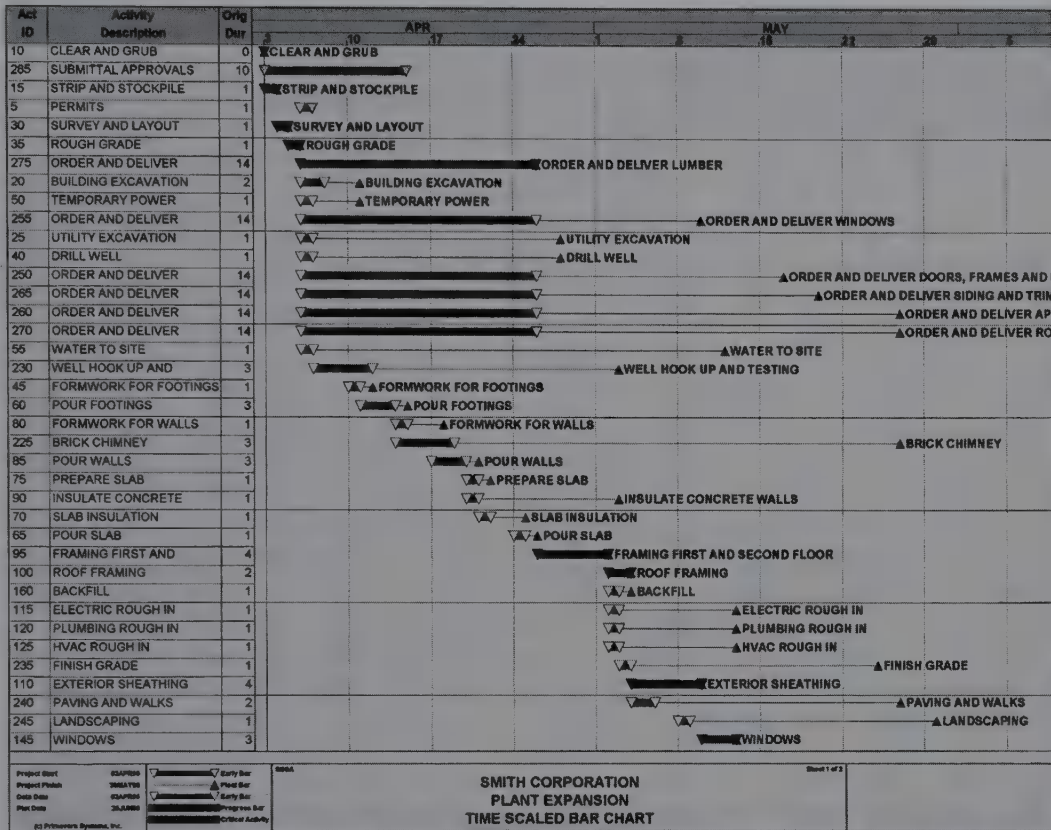 Act ID Activity Description Orig Dur APR MAY
3 10 17 24 1 8 15 22 29 5
10 CLEAR AND GRUB 0 CLEAR AND GRUB
285 SUBMITTAL APPROVALS 10
15 STRIP AND STOCKPILE 1 STRIP AND STOCKPILE
5 PERMITS 1
30 SURVEY AND LAYOUT 1 SURVEY AND LAYOUT
35 ROUGH GRADE 1 ROUGH GRADE
275 ORDER AND DELIVER 14 ORDER AND DELIVER LUMBER
20 BUILDING EXCAVATION 2 BUILDING EXCAVATION
50 TEMPORARY POWER 1 TEMPORARY POWER
255 ORDER AND DELIVER 14 ORDER AND DELIVER WINDOWS
25 UTILITY EXCAVATION 1 UTILITY EXCAVATION
40 DRILL WELL 1 DRILL WELL
250 ORDER AND DELIVER 14 ORDER AND DELIVER DOORS, FRAMES AND
265 ORDER AND DELIVER 14 ORDER AND DELIVER SIDING AND TRIM
260 ORDER AND DELIVER 14 ORDER AND DELIVER AP
270 ORDER AND DELIVER 14 ORDER AND DELIVER RO
55 WATER TO SITE 1 WATER TO SITE
230 WELL HOOK UP AND 3 WELL HOOK UP AND TESTING
45 FORMWORK FOR FOOTINGS 1 FORMWORK FOR FOOTINGS
60 POUR FOOTINGS 3 POUR FOOTINGS
80 FORMWORK FOR WALLS 1 FORMWORK FOR WALLS
225 BRICK CHIMNEY 3 BRICK CHIMNEY
85 POUR WALLS 3 POUR WALLS
75 PREPARE SLAB 1 PREPARE SLAB
90 INSULATE CONCRETE 1 INSULATE CONCRETE WALLS
70 SLAB INSULATION 1 SLAB INSULATION
65 POUR SLAB 1 POUR SLAB
95 FRAMING FIRST AND 4 FRAMING FIRST AND SECOND FLOOR
100 ROOF FRAMING 2 ROOF FRAMING
160 BACKFILL 1 BACKFILL
115 ELECTRIC ROUGH IN 1 ELECTRIC ROUGH IN
120 PLUMBING ROUGH IN 1 PLUMBING ROUGH IN
125 HVAC ROUGH IN 1 HVAC ROUGH IN
235 FINISH GRADE 1 FINISH GRADE
110 EXTERIOR SHEATHING 4 EXTERIOR SHEATHING
240 PAVING AND WALKS 2 PAVING AND WALKS
245 LANDSCAPING 1 LANDSCAPING
145 WINDOWS 3 WINDOWS
Project Start Early Bar
Project Finish Float Bar
Data Date Early Bar
Plot Date Progress Bar
Critical Activity
(c) Primavera Systems, Inc.
Sheet 1 of 2
SMITH CORPORATION
PLANT EXPANSION
TIME SCALED BAR CHART